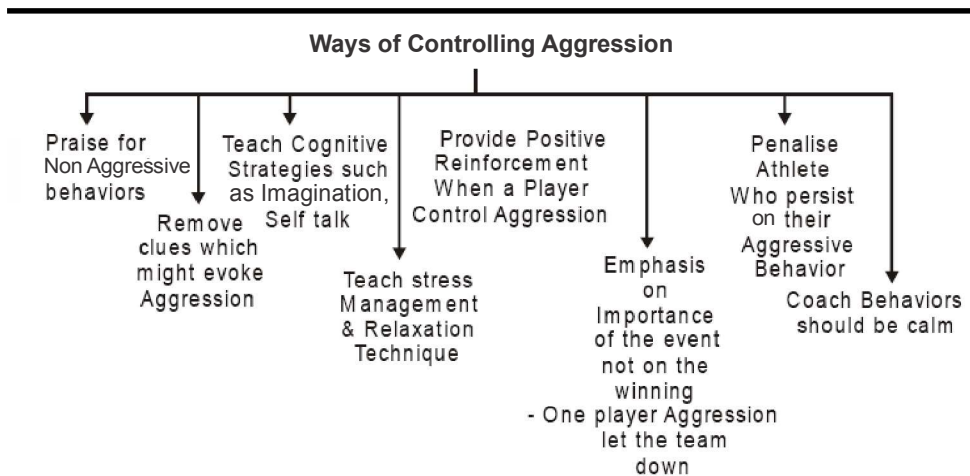 Ways of Controlling Aggression
Praise for
Non Aggressive
behaviors
Remove
clues which
might evoke
Aggression
Teach Cognitive
Strategies such
as Imagination,
Self talk
Teach stress
Management
& Relaxation
Technique
Provide Positive
Reinforcement
When a Player
Control Aggression
Emphasis
on
Importance
of the event
not on the
winning
- One player Aggression
let the team
down
Penalise
Athlete
Who persist
on their
Aggressive
Behavior
Coach Behaviors
should be calm